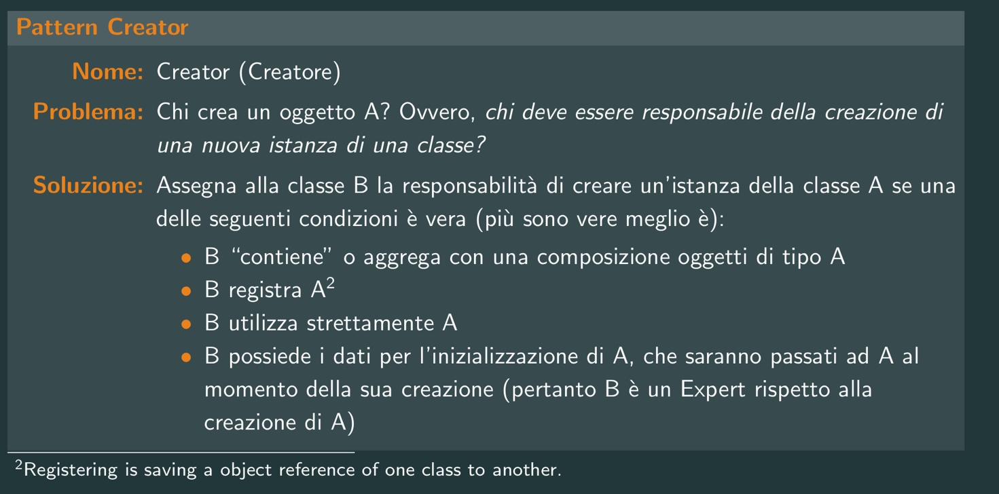 Pattern Creator
Nome: Creator (Creatore)
Problema: Chi crea un oggetto A? Ovvero, chi deve essere responsabile della creazione di
una nuova istanza di una classe?
Soluzione: Assegna alla classe B la responsabilità di creare un'istanza della classe A se una
delle seguenti condizioni è vera (più sono vere meglio è):
• B “contiene” o aggrega con una composizione oggetti di tipo A
• B registra A²
• B utilizza strettamente A
• B possiede i dati per l'inizializzazione di A, che saranno passati ad A al
momento della sua creazione (pertanto B è un Expert rispetto alla
creazione di A)
²Registering is saving a object reference of one class to another.